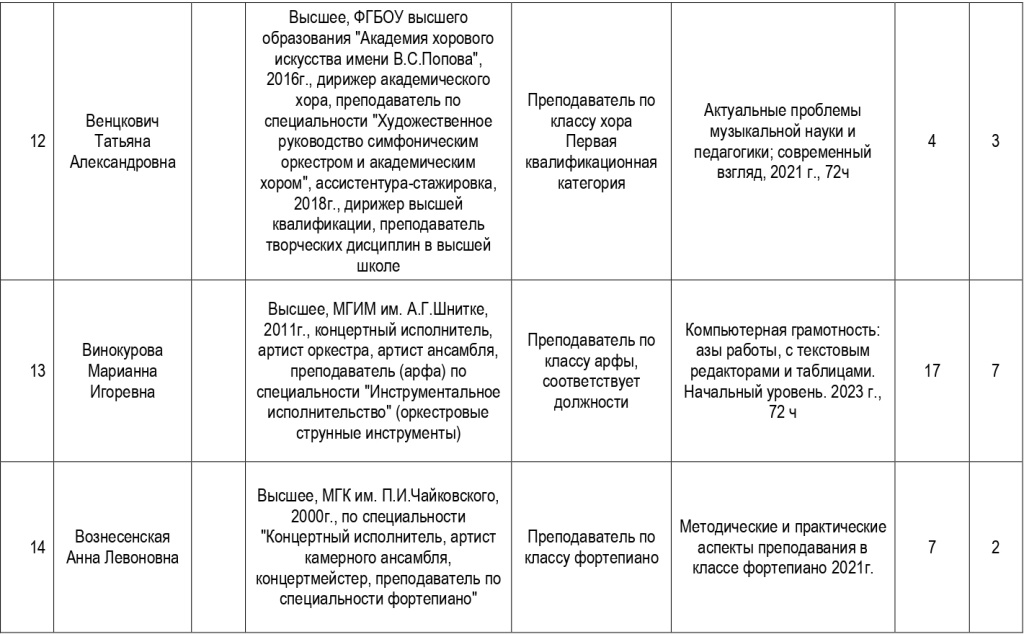 12
Венцкович
Татьяна
Александровна
Высшее, ФГБОУ высшего
образования "Академия хорового
искусства имени В.С.Попова",
2016г., дирижер академического
хора, преподаватель по
специальности "Художественное
руководство симфоническим
оркестром и академическим
хором", ассистентура-стажировка,
2018г., дирижер высшей
квалификации, преподаватель
творческих дисциплин в высшей
школе
Преподаватель по
классу хора
Первая
квалификационная
категория
Актуальные проблемы
музыкальной науки и
педагогики; современный
взгляд, 2021 г., 72ч
4
3
13
Винокурова
Марианна
Игоревна
Высшее, МГИМ им. А.Г.Шнитке,
2011г., концертный исполнитель,
артист оркестра, артист ансамбля,
преподаватель (арфа) по
специальности "Инструментальное
исполнительство" (оркестровые
струнные инструменты)
Преподаватель по
классу арфы,
соответствует
должности
Компьютерная грамотность:
азы работы, с текстовым
редакторами и таблицами.
Начальный уровень. 2023 г.,
72 ч
17
7
14
Вознесенская
Анна Левоновна
Высшее, МГК им. П.И.Чайковского,
2000г., по специальности
"Концертный исполнитель, артист
камерного ансамбля,
концертмейстер, преподаватель по
специальности фортепиано"
Преподаватель по
классу фортепиано
Методические и практические
аспекты преподавания в
классе фортепиано 2021г.
7
2